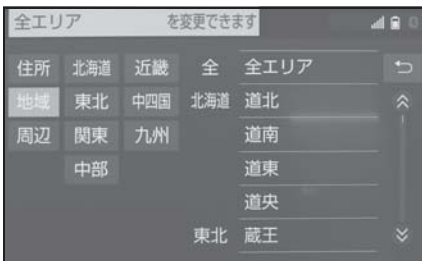 全エリア を変更できます
住所 北海道 近畿 全 全エリア
地域 東北 中四国 北海道 道北
周辺 関東 九州 道南
中部 道東
道央
東北 蔵王